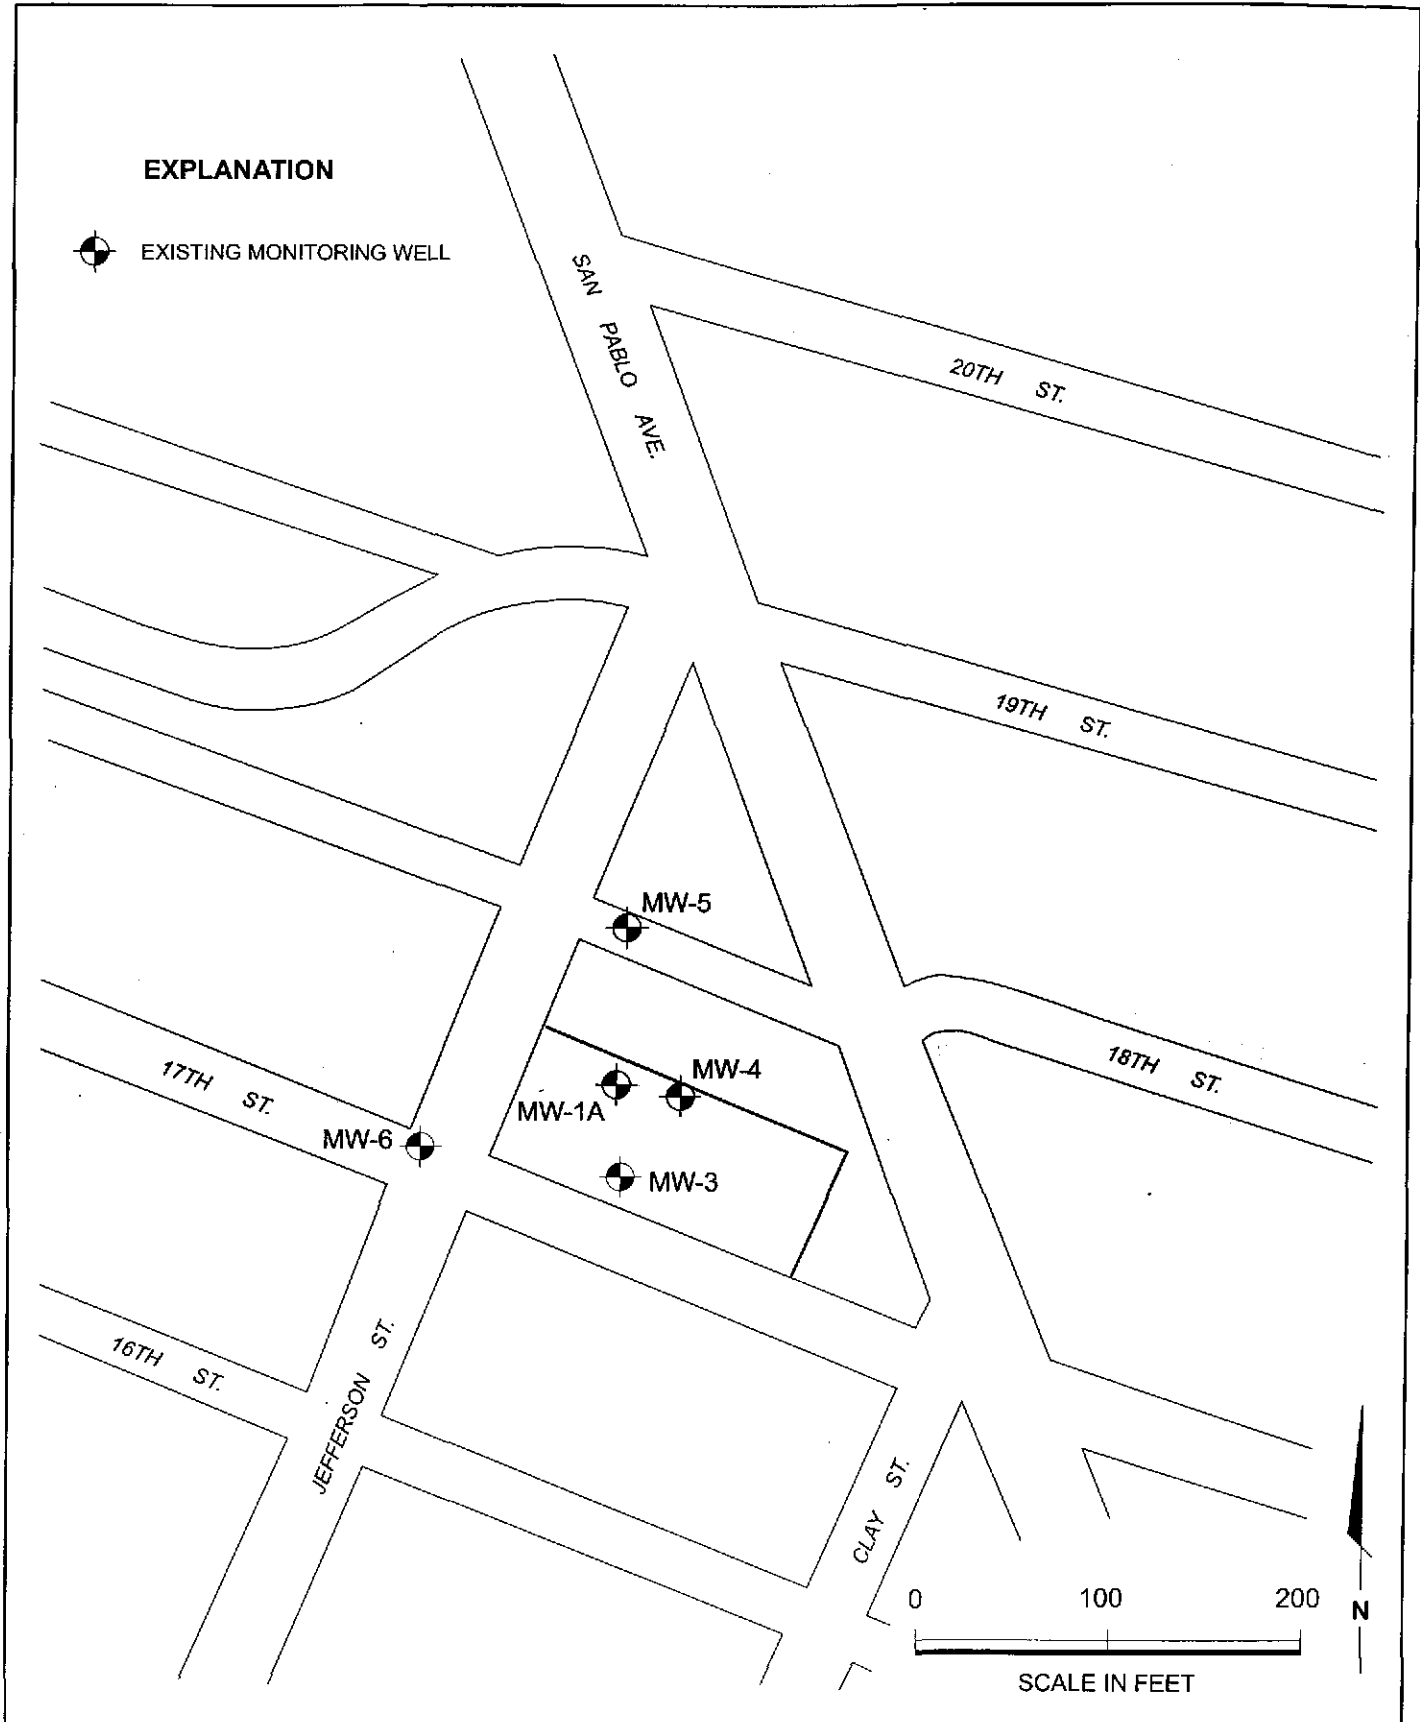 EXPLANATION
EXISTING MONITORING WELL
SAN PABLO AVE.
20TH ST.
19TH ST.
MW-5
18TH ST.
MW-4
MW-1A
17TH ST.
MW-6
MW-3
16TH ST.
JEFFERSON ST.
CLAY ST.
0 100 200
N
SCALE IN FEET